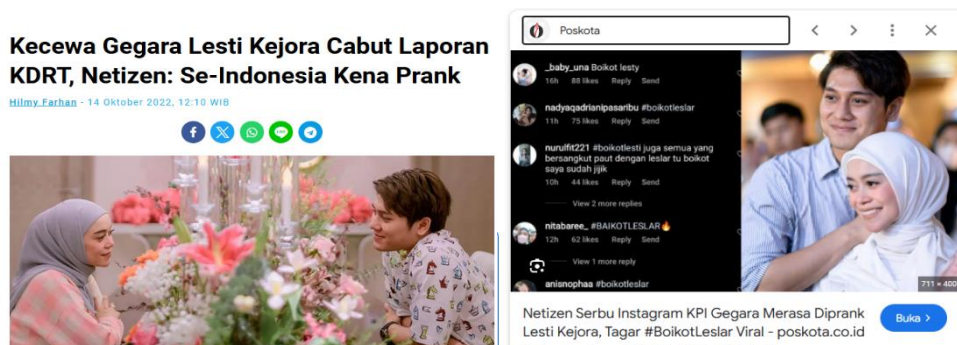 Kecewa Gegara Lesti Kejora Cabut Laporan
KDRT, Netizen: Se-Indonesia Kena Prank
Hilmy Farhan - 14 Oktober 2022, 12:10 WIB
Poskota
_baby_una Boikot lesty
16h 88 likes Reply Send
nadyaqadrianipasaribu #boikotleslar
11h 75 likes Reply Send
nurulfit221 #boikotlesti juga semua yang
bersangkut paut dengan leslar tu boikot
saya sudah jijik
10h 44 likes Reply Send
View 2 more replies
nitabaree_ #BAIKOTLESLAR🔥
12h 62 likes Reply Send
View 1 more reply
anisnophaa #boikotleslar
711 × 400
Netizen Serbu Instagram KPI Gegara Merasa Diprank
Lesti Kejora, Tagar #BoikotLeslar Viral - poskota.co.id
Buka >